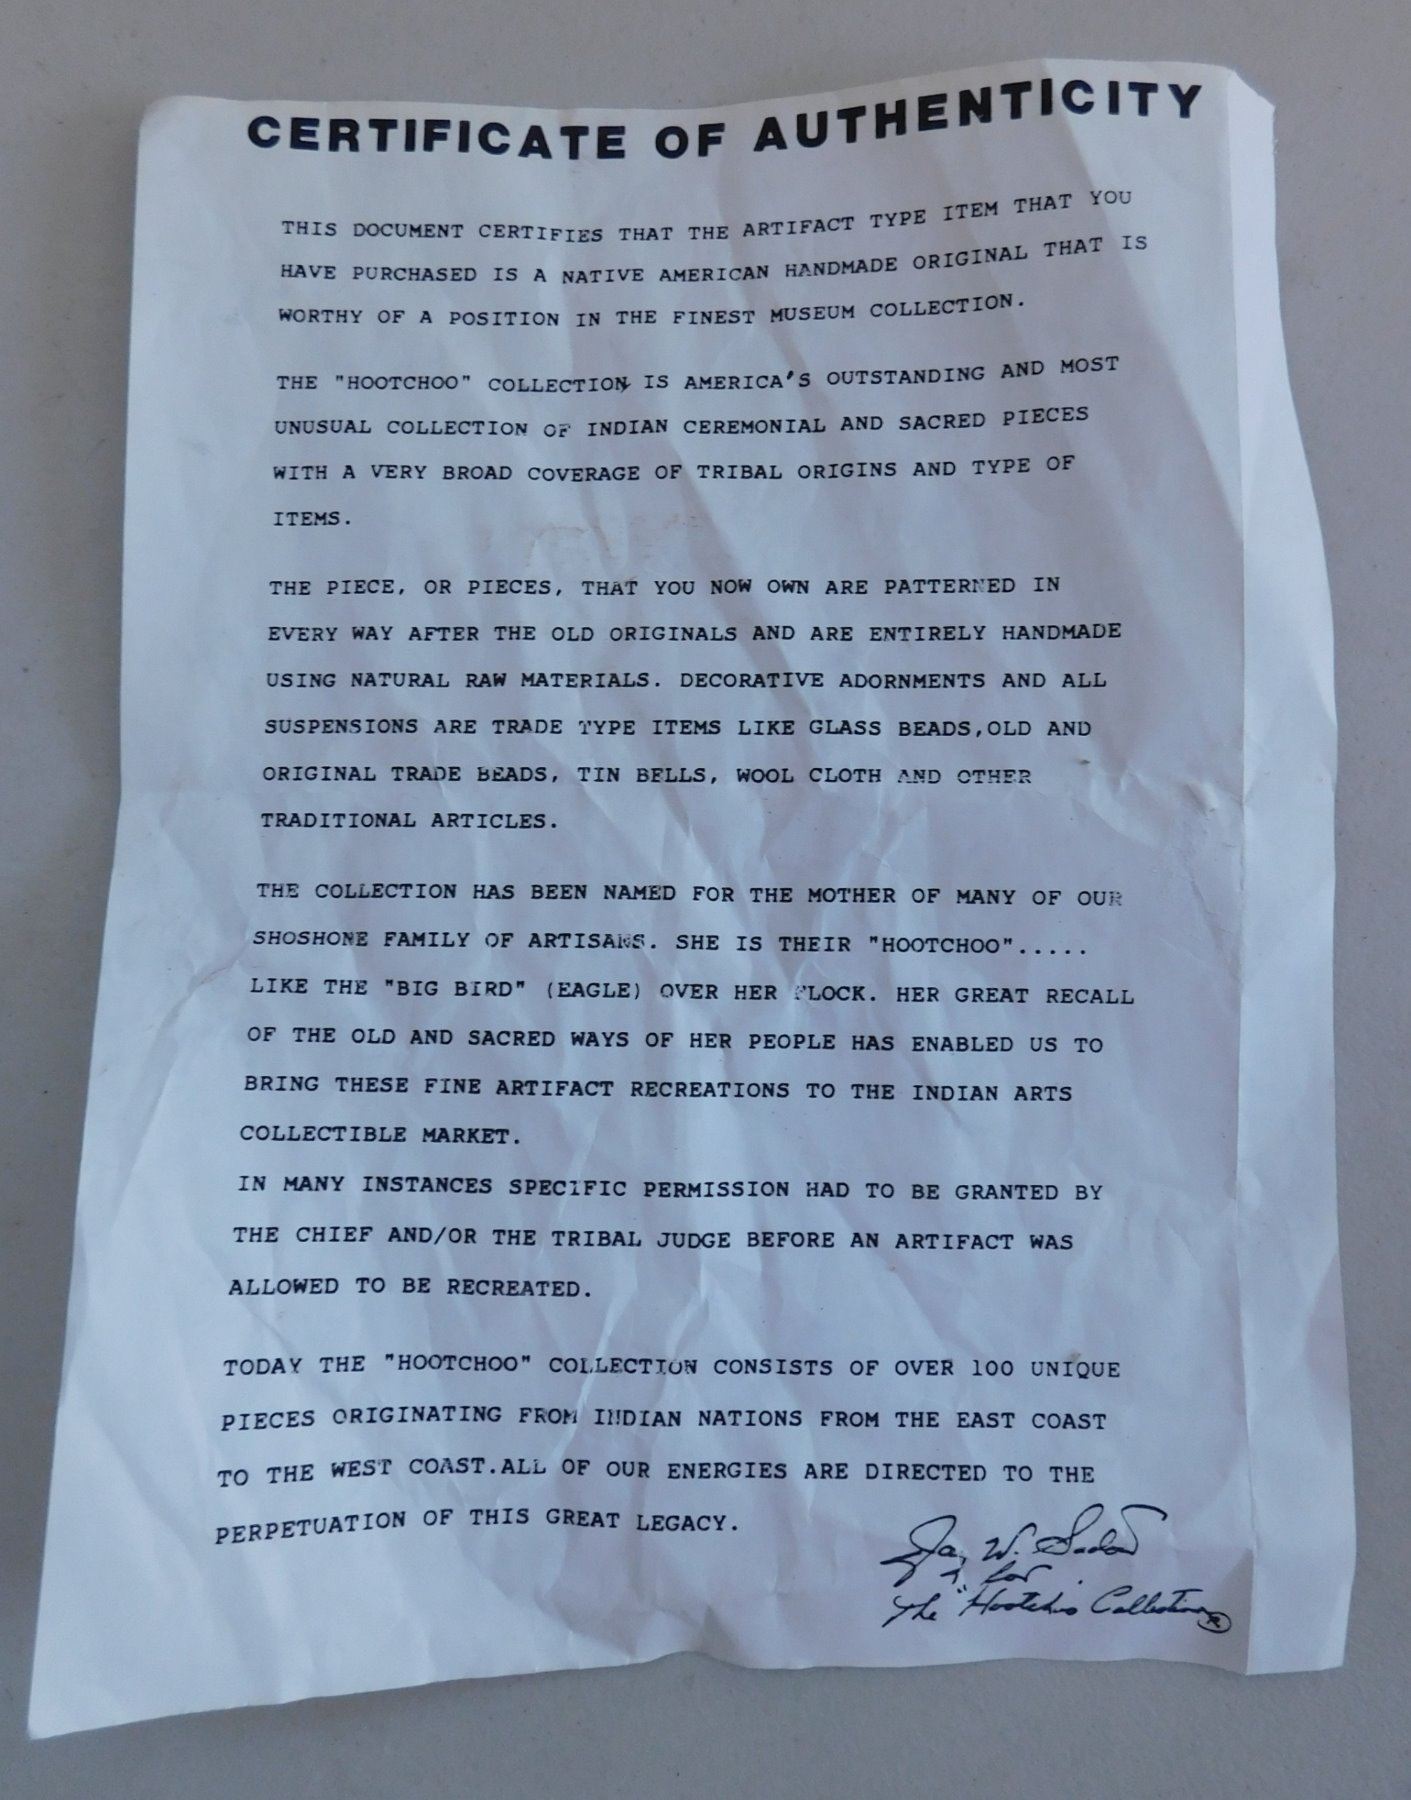 CERTIFICATE OF AUTHENTICITY
THIS DOCUMENT CERTIFIES THAT THE ARTIFACT TYPE ITEM THAT YOU
HAVE PURCHASED IS A NATIVE AMERICAN HANDMADE ORIGINAL THAT IS
WORTHY OF A POSITION IN THE FINEST MUSEUM COLLECTION.
THE "HOOTCHOO" COLLECTION IS AMERICA'S OUTSTANDING AND MOST
UNUSUAL COLLECTION OF INDIAN CEREMONIAL AND SACRED PIECES
WITH A VERY BROAD COVERAGE OF TRIBAL ORIGINS AND TYPE OF
ITEMS.
THE PIECE, OR PIECES, THAT YOU NOW OWN ARE PATTERNED IN
EVERY WAY AFTER THE OLD ORIGINALS AND ARE ENTIRELY HANDMADE
USING NATURAL RAW MATERIALS. DECORATIVE ADORNMENTS AND ALL
SUSPENSIONS ARE TRADE TYPE ITEMS LIKE GLASS BEADS,OLD AND
ORIGINAL TRADE BEADS, TIN BELLS, WOOL CLOTH AND OTHER
TRADITIONAL ARTICLES.
THE COLLECTION HAS BEEN NAMED FOR THE MOTHER OF MANY OF OUR
SHOSHONE FAMILY OF ARTISANS. SHE IS THEIR "HOOTCHOO".....
LIKE THE "BIG BIRD" (EAGLE) OVER HER FLOCK. HER GREAT RECALL
OF THE OLD AND SACRED WAYS OF HER PEOPLE HAS ENABLED US TO
BRING THESE FINE ARTIFACT RECREATIONS TO THE INDIAN ARTS
COLLECTIBLE MARKET.
IN MANY INSTANCES SPECIFIC PERMISSION HAD TO BE GRANTED BY
THE CHIEF AND/OR THE TRIBAL JUDGE BEFORE AN ARTIFACT WAS
ALLOWED TO BE RECREATED.
TODAY THE "HOOTCHOO" COLLECTION CONSISTS OF OVER 100 UNIQUE
PIECES ORIGINATING FROM INDIAN NATIONS FROM THE EAST COAST
TO THE WEST COAST.ALL OF OUR ENERGIES ARE DIRECTED TO THE
PERPETUATION OF THIS GREAT LEGACY.
W.
for
The Collection ®